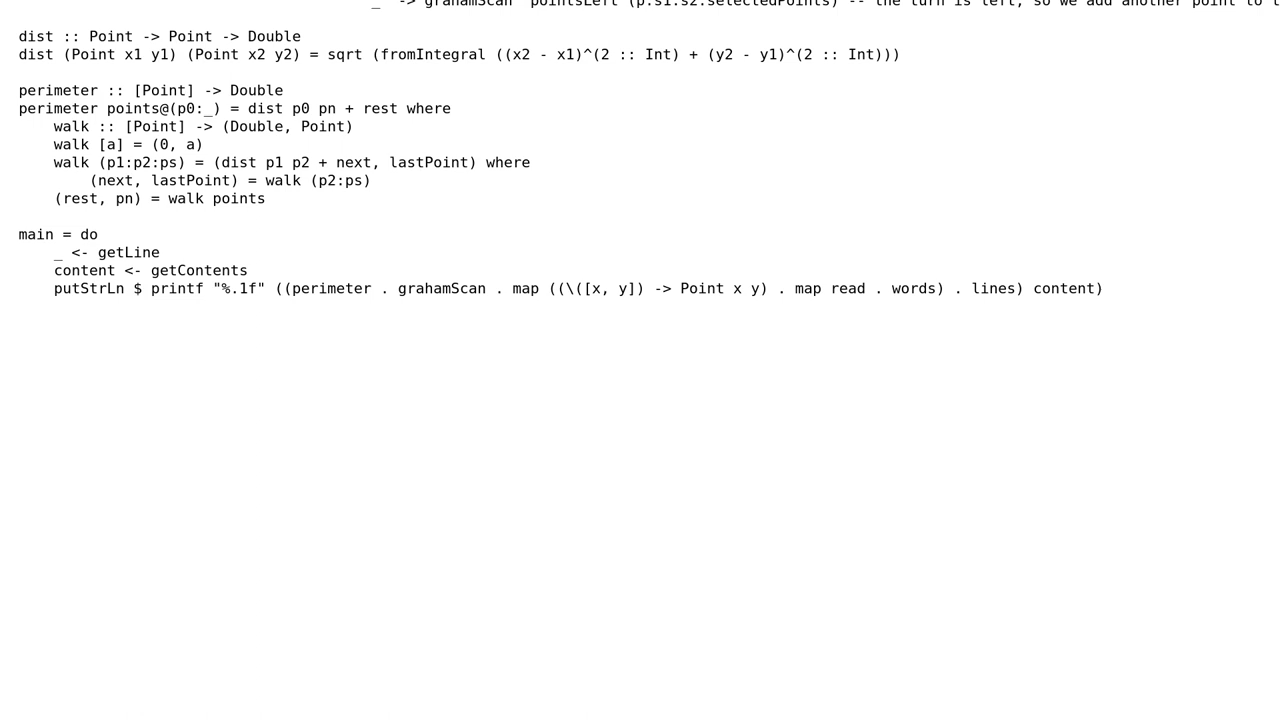 _  -> grahamScan' pointsLeft (p:s1:s2:selectedPoints) -- the turn is left, so we add another point to

dist :: Point -> Point -> Double
dist (Point x1 y1) (Point x2 y2) = sqrt (fromIntegral ((x2 - x1)^(2 :: Int) + (y2 - y1)^(2 :: Int)))

perimeter :: [Point] -> Double
perimeter points@(p0:_) = dist p0 pn + rest where
    walk :: [Point] -> (Double, Point)
    walk [a] = (0, a)
    walk (p1:p2:ps) = (dist p1 p2 + next, lastPoint) where
        (next, lastPoint) = walk (p2:ps)
    (rest, pn) = walk points

main = do
    _ <- getLine
    content <- getContents
    putStrLn $ printf "%.1f" ((perimeter . grahamScan . map ((\([x, y]) -> Point x y) . map read . words) . lines) content)